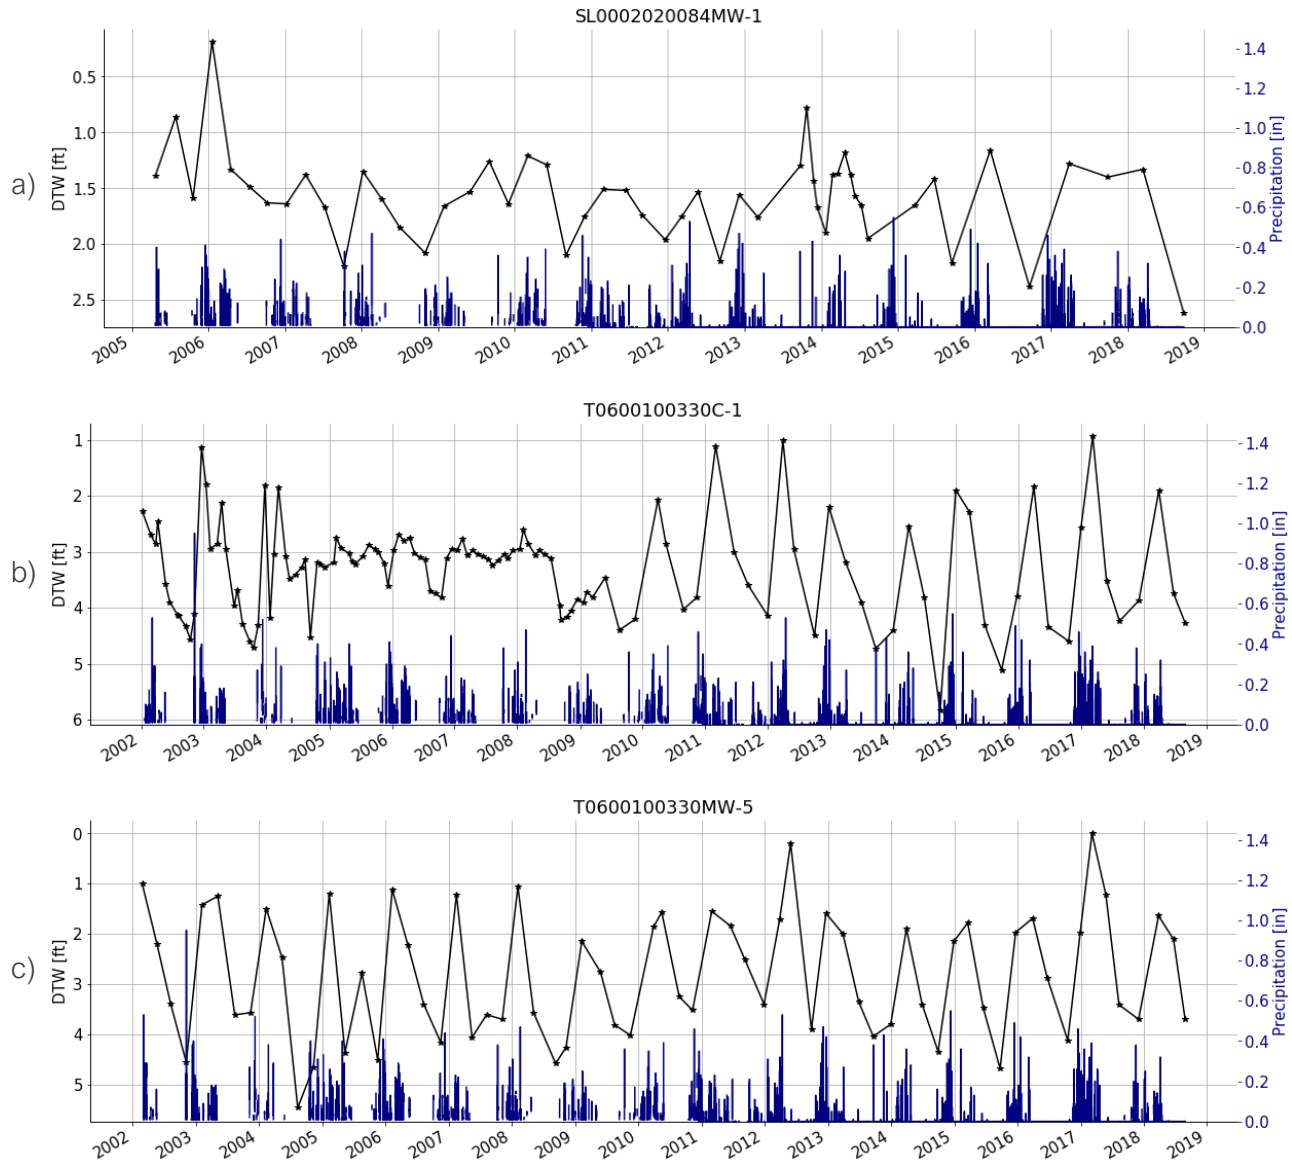 SL0002020084MW-1
a)
DTW [ft]
0.5
1.0
1.5
2.0
2.5
Precipitation [in]
1.4
1.2
1.0
0.8
0.6
0.4
0.2
0.0
2005 2006 2007 2008 2009 2010 2011 2012 2013 2014 2015 2016 2017 2018 2019
T0600100330C-1
b)
DTW [ft]
1
2
3
4
5
6
Precipitation [in]
1.4
1.2
1.0
0.8
0.6
0.4
0.2
0.0
2002 2003 2004 2005 2006 2007 2008 2009 2010 2011 2012 2013 2014 2015 2016 2017 2018 2019
T0600100330MW-5
c)
DTW [ft]
0
1
2
3
4
5
Precipitation [in]
1.4
1.2
1.0
0.8
0.6
0.4
0.2
0.0
2002 2003 2004 2005 2006 2007 2008 2009 2010 2011 2012 2013 2014 2015 2016 2017 2018 2019